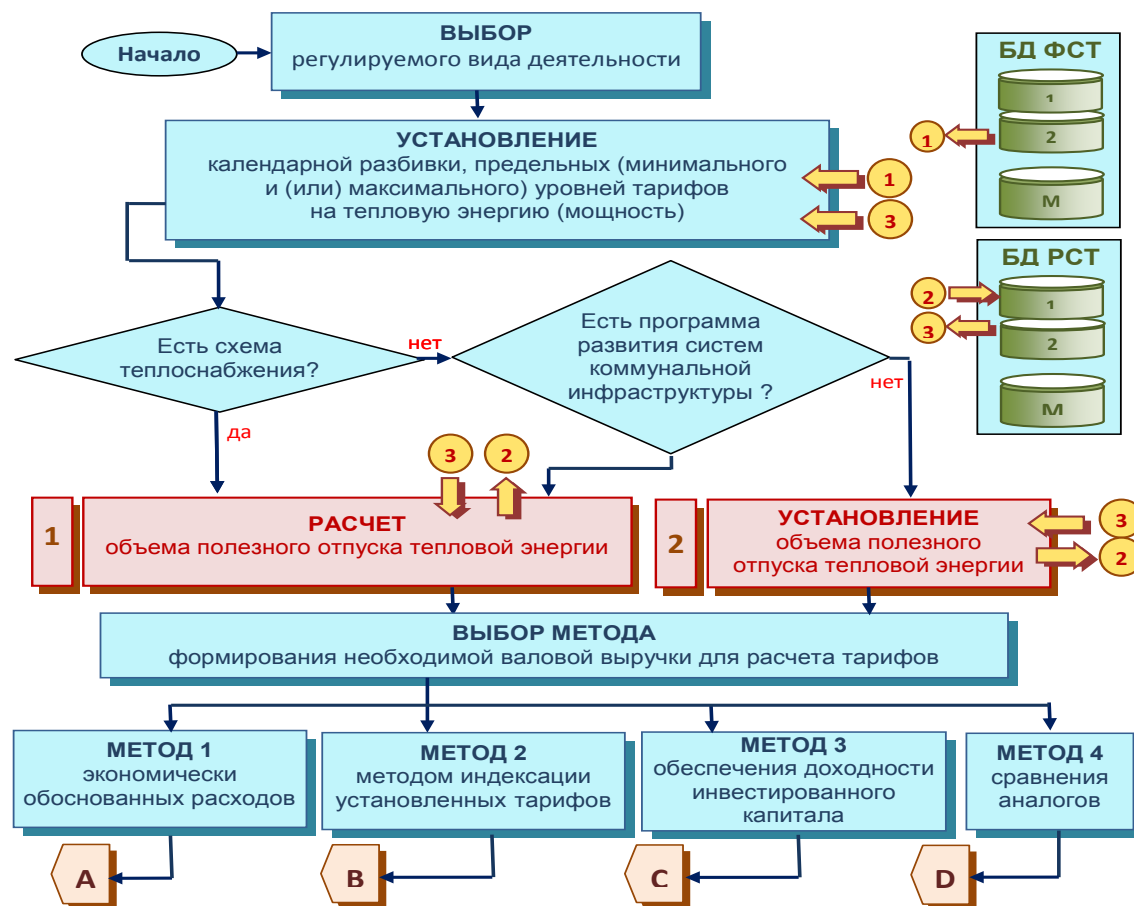 Начало
ВЫБОР
регулируемого вида деятельности
БД ФСТ
1
2
М
1
УСТАНОВЛЕНИЕ
календарной разбивки, предельных (минимального
и (или) максимального) уровней тарифов
на тепловую энергию (мощность)
1
3
БД РСТ
1
2
М
2
3
Есть схема
теплоснабжения?
нет
да
Есть программа
развития систем
коммунальной
инфраструктуры ?
нет
3
2
1
РАСЧЕТ
объема полезного отпуска тепловой энергии
2
УСТАНОВЛЕНИЕ
объема полезного
отпуска тепловой энергии
3
2
ВЫБОР МЕТОДА
формирования необходимой валовой выручки для расчета тарифов
МЕТОД 1
экономически
обоснованных расходов
МЕТОД 2
методом индексации
установленных тарифов
МЕТОД 3
обеспечения доходности
инвестированного
капитала
МЕТОД 4
сравнения
аналогов
A
B
C
D